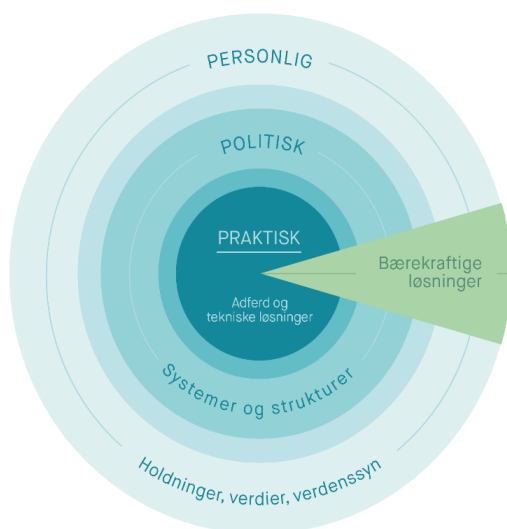 PERSONLIG
POLITISK
PRAKTISK
Adferd og
tekniske løsninger
Bærekraftige
løsninger
Systemer og strukturer
Holdninger, verdier, verdenssyn